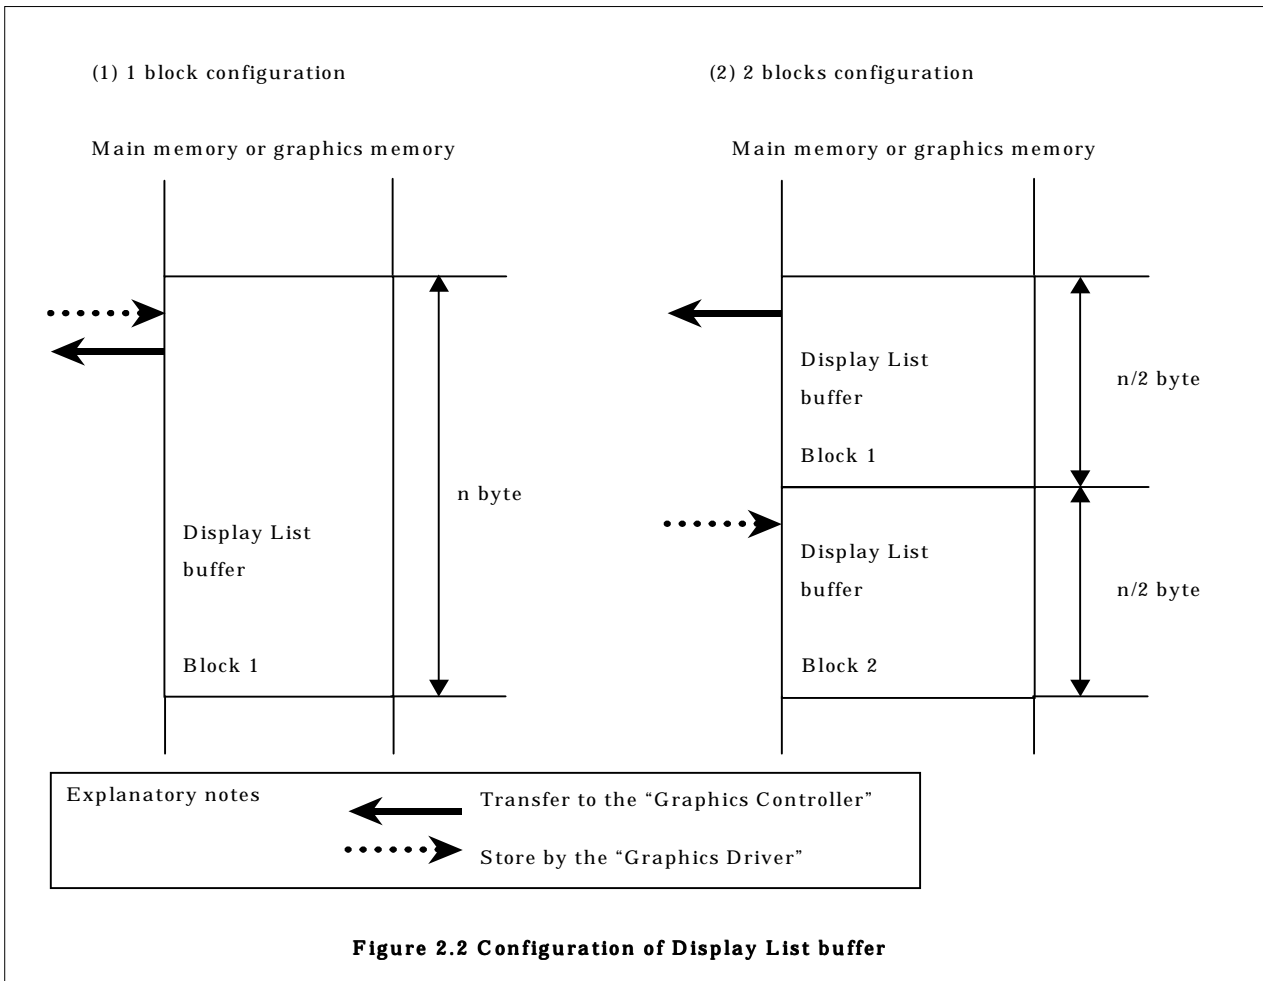 (1) 1 block configuration
Main memory or graphics memory
n byte
Display List
buffer
Block 1
(2) 2 blocks configuration
Main memory or graphics memory
Display List
buffer
n/2 byte
Block 1
Display List
buffer
n/2 byte
Block 2
Explanatory notes
Transfer to the “Graphics Controller”
Store by the “Graphics Driver”
Figure 2.2 Configuration of Display List buffer